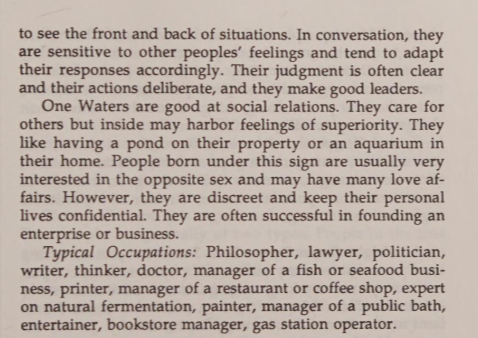 to see the front and back of situations. In conversation, they
are sensitive to other peoples' feelings and tend to adapt
their responses accordingly. Their judgment is often clear
and their actions deliberate, and they make good leaders.
One Waters are good at social relations. They care for
others but inside may harbor feelings of superiority. They
like having a pond on their property or an aquarium in
their home. People born under this sign are usually very
interested in the opposite sex and may have many love af-
fairs. However, they are discreet and keep their personal
lives confidential. They are often successful in founding an
enterprise or business.
Typical Occupations: Philosopher, lawyer, politician,
writer, thinker, doctor, manager of a fish or seafood busi-
ness, printer, manager of a restaurant or coffee shop, expert
on natural fermentation, painter, manager of a public bath,
entertainer, bookstore manager, gas station operator.